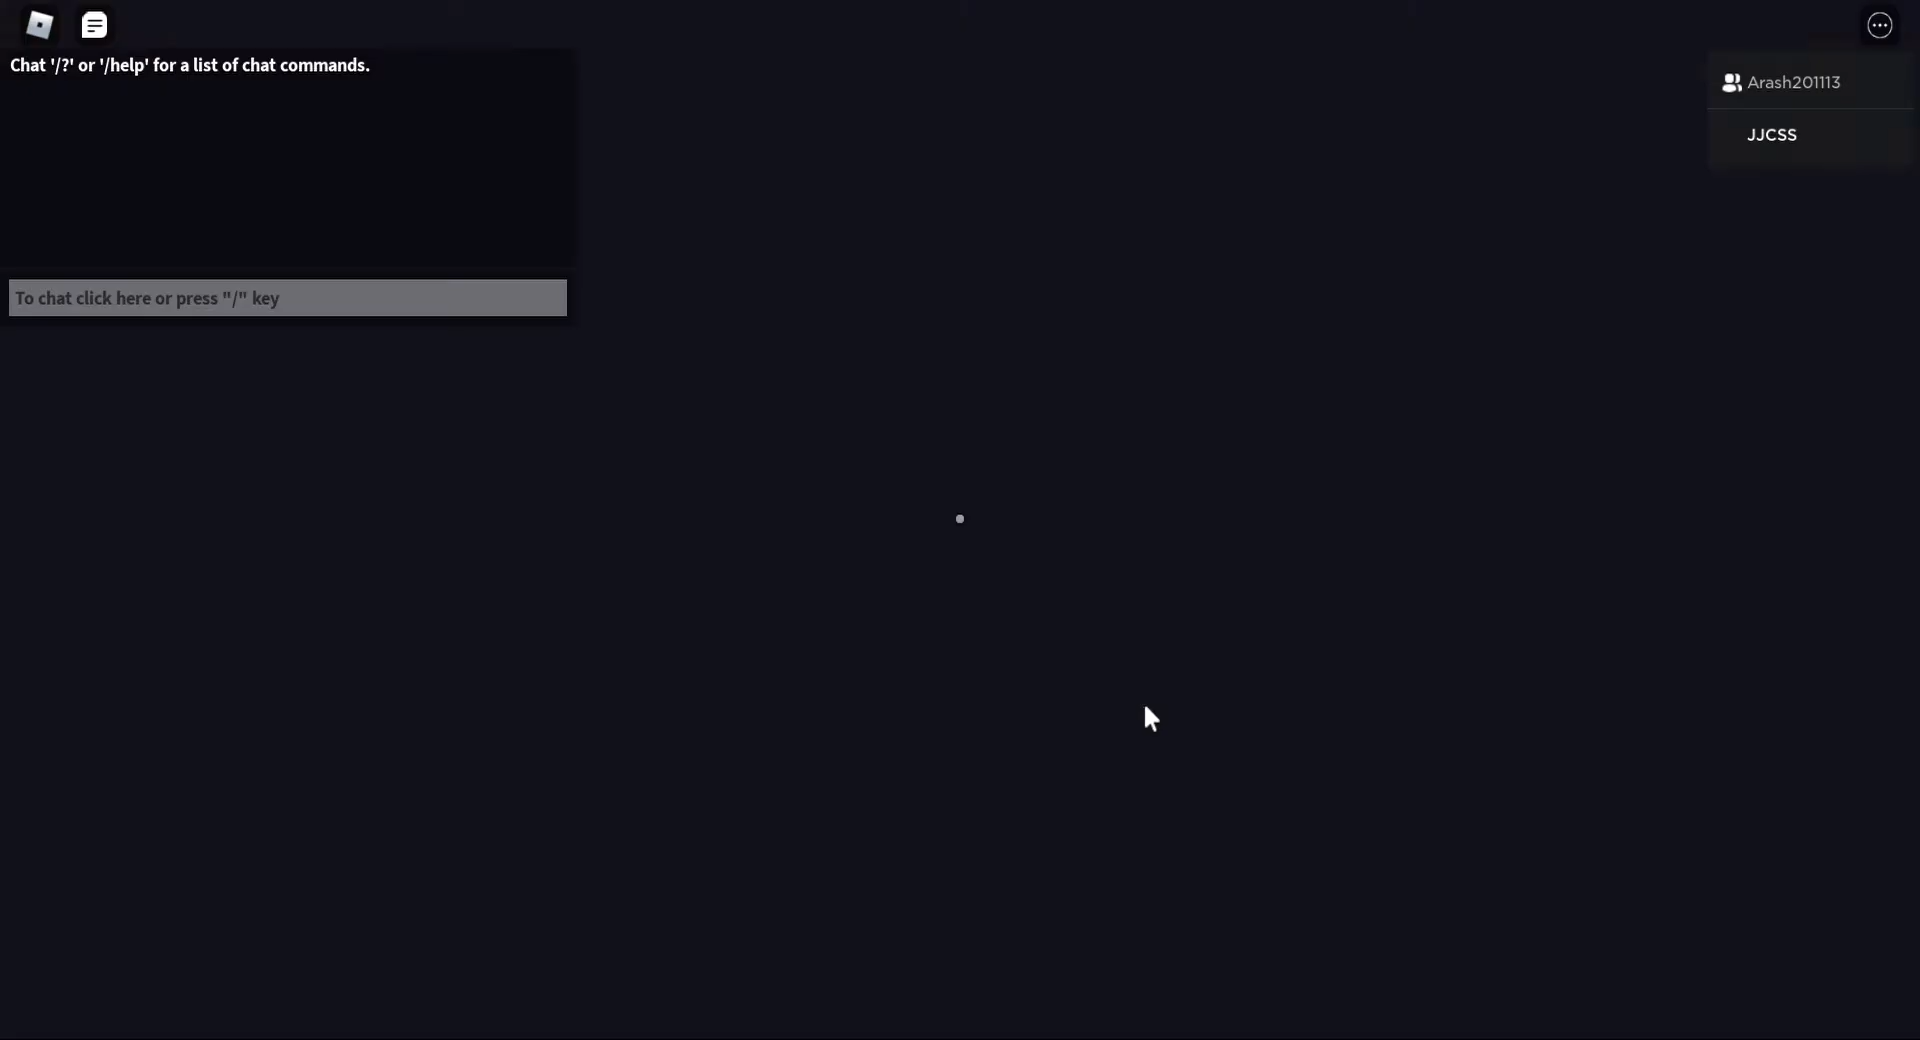 Chat '/?' or '/help' for a list of chat commands.
To chat click here or press "/" key
Arash201113
JJCSS